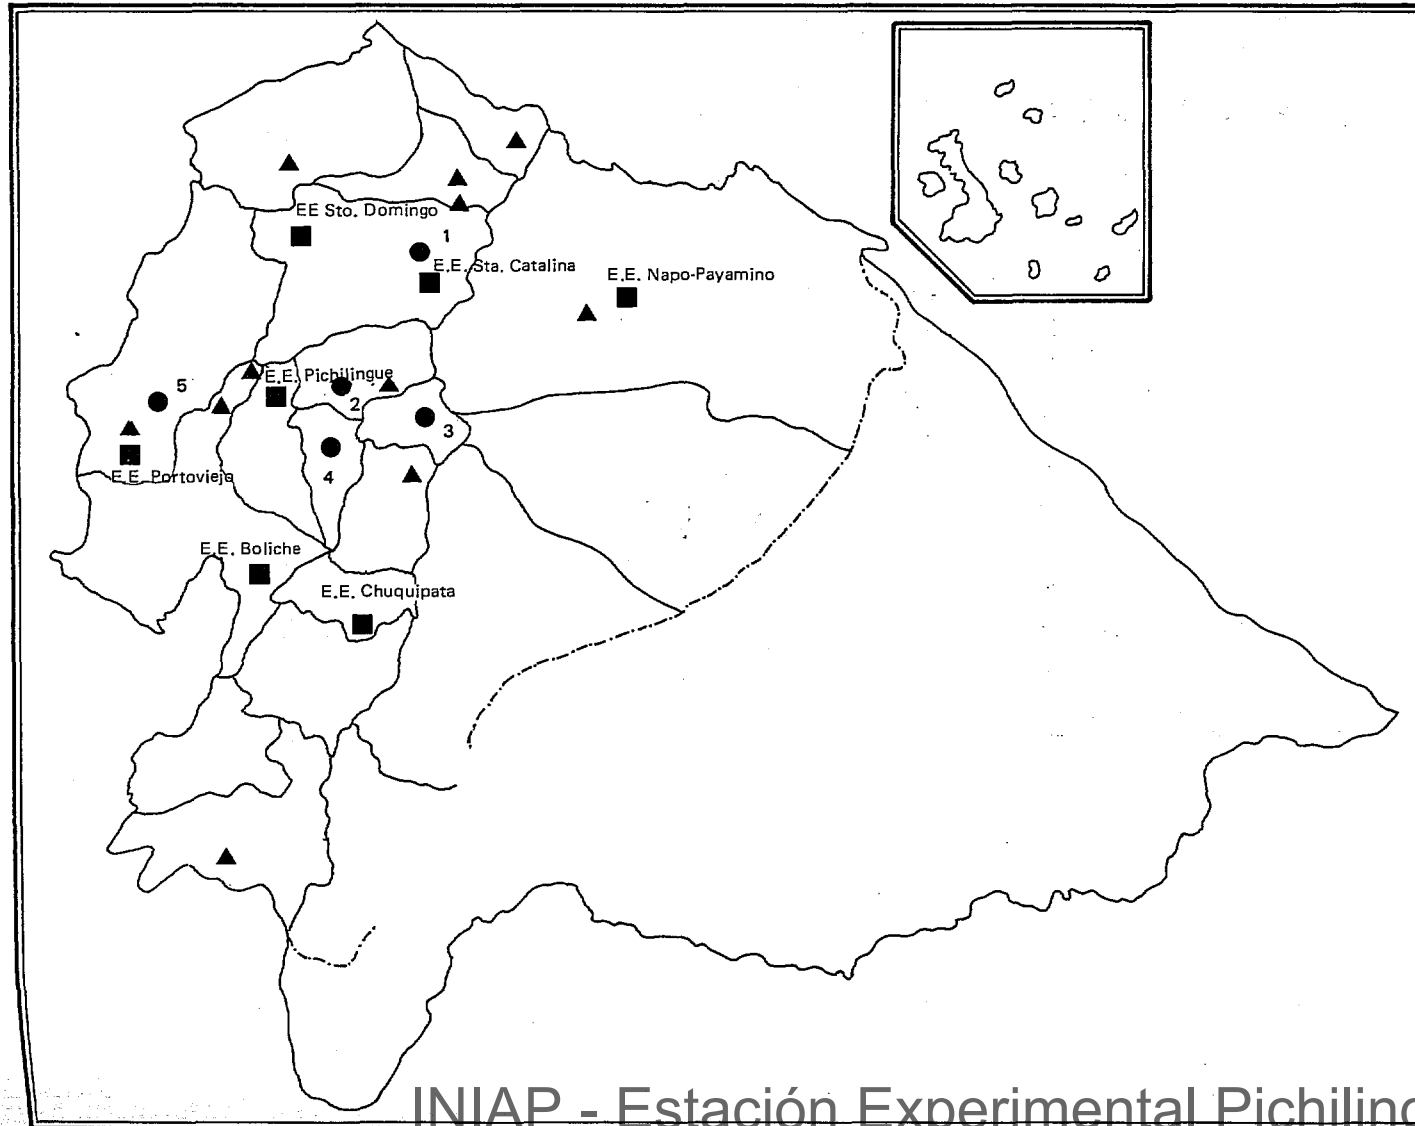 EE Sto. Domingo
1
E.E. Sta. Catalina
E.E. Napo-Payamino
5
E.E. Pichilingue
2
3
4
E.E. Portoviejo
E.E. Boliche
E.E. Chuquipata
INIAP - Estación Experimental Pichiling